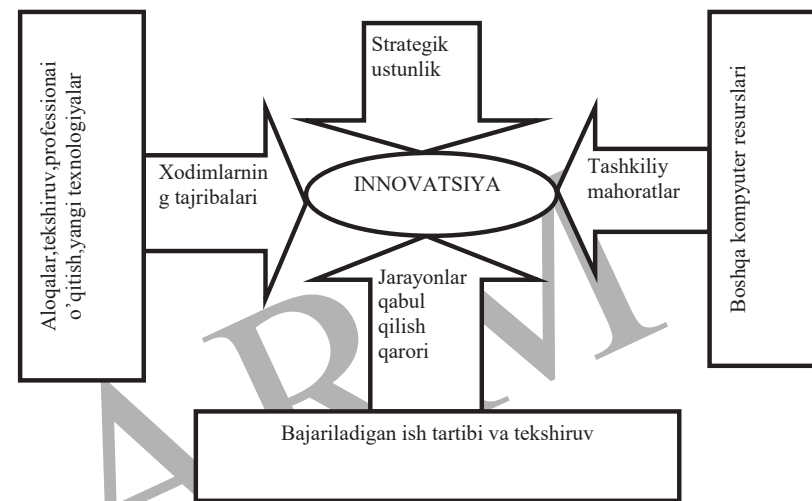 Strategik
ustunlik
Aloqalar,tekshiruv,professionai
o’qitish,yangi texnologiyalar
Xodimlarnin
g tajribalari
INNOVATSIYA
Tashkiliy
mahoratlar
Boshqa kompyuter resurslari
Jarayonlar
qabul
qilish
qarori
Bajariladigan ish tartibi va tekshiruv
ARM